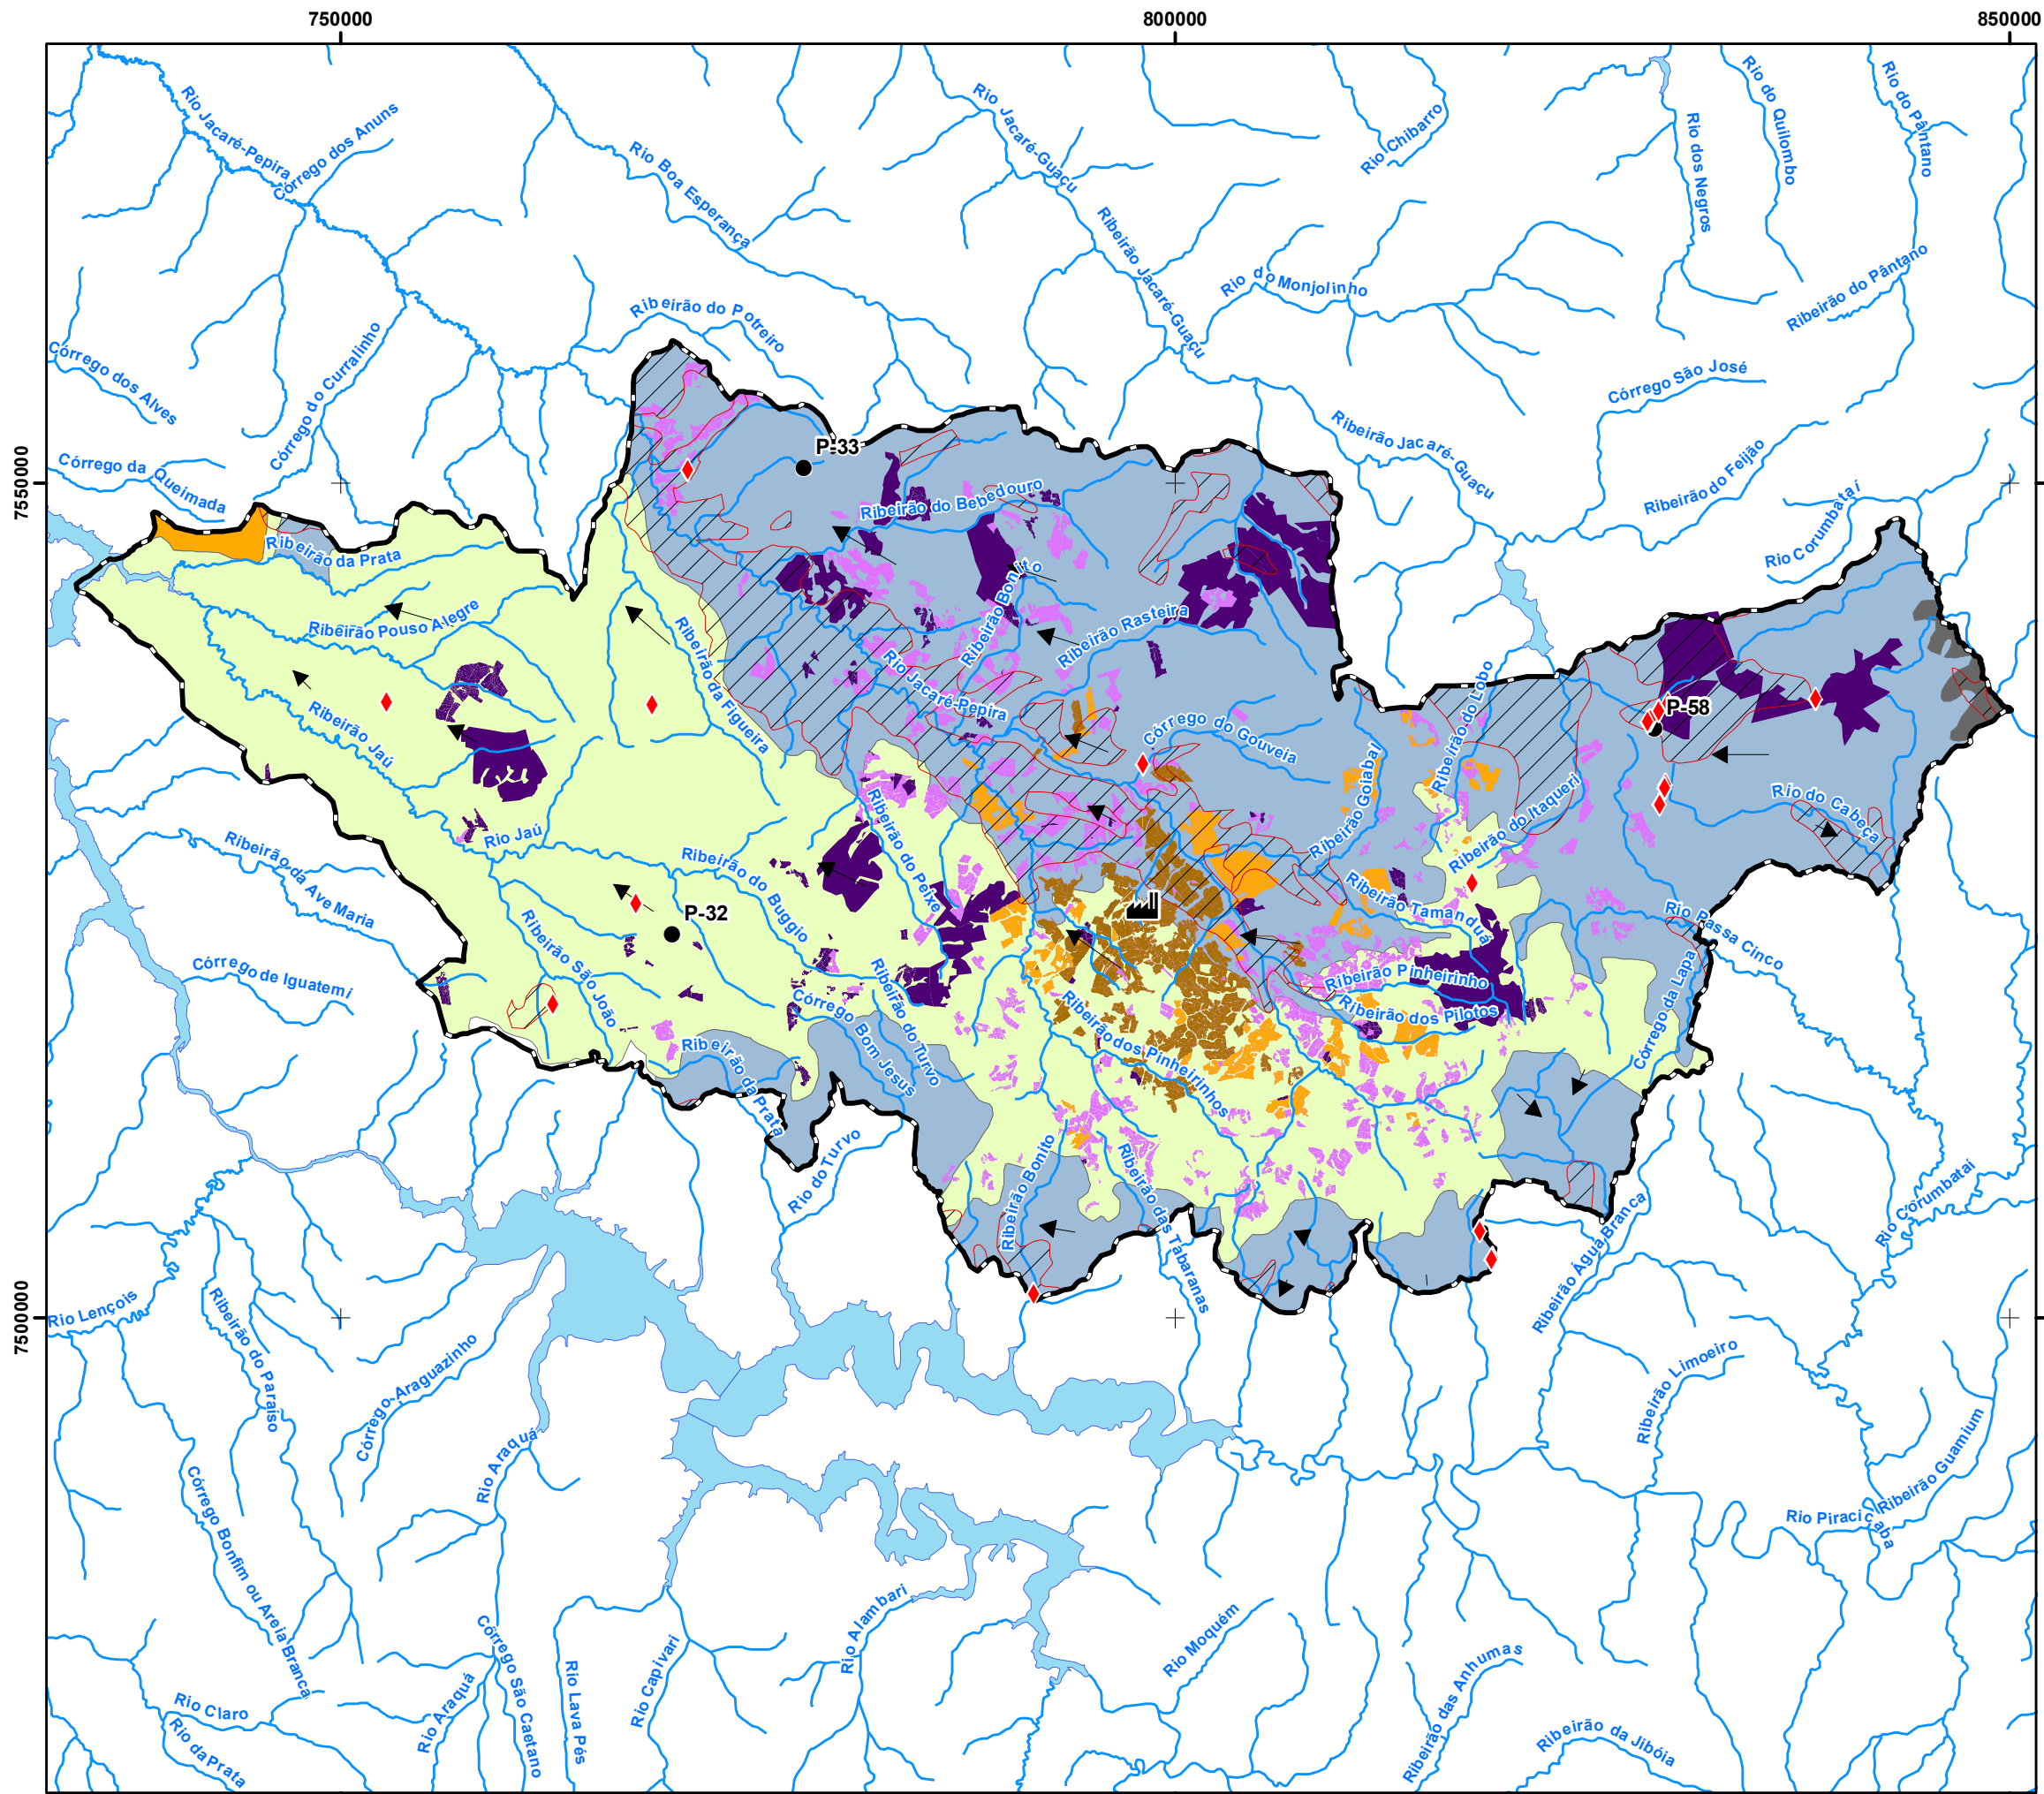 750000
800000
850000
Rio Jacaré-Pepira
Córrego dos Anuns
Rio Boa Esperança
Rio Jacaré-Guaçu
Rio Chibarro
Rio dos Negros
Rio do Quilombo
Rio do Pântano
Ribeirão Jacaré-Guaçu
Rio do Monjolinho
Ribeirão do Pântano
Ribeirão do Potreiro
Córrego dos Alves
Córrego do Curralinho
Córrego São José
Córrego da Queimada
Ribeirão Jacaré-Guaçu
Ribeirão do Feijão
Rio Corumbataí
7550000
P-33
Ribeirão do Bebedouro
Ribeirão da Prata
Ribeirão Pouso Alegre
Ribeirão da Figueira
Rio Jacaré-Pepira
Ribeirão Bonito
Ribeirão Rasteira
Ribeirão Jaú
Córrego do Gouveia
Ribeirão Goiabal
Ribeirão do Lobo
P-58
Ribeirão do Itaqueri
Rio do Cabeça
Rio Jaú
Ribeirão da Ave Maria
Ribeirão do Buggio
Ribeirão do Peixe
Ribeirão Tamanduá
P-32
Rio Passa Cinco
Córrego de Iguatemi
Ribeirão São João
Córrego Bom Jesus
Ribeirão do Turvo
Ribeirão Pinheirinho
Ribeirão dos Pilotos
Córrego da Lapa
Ribeirão dos Pinheirinhos
Ribeirão da Prata
Rio do Turvo
Ribeirão Bonito
Ribeirão das Tabaranas
Ribeirão Água Branca
Rio Corumbataí
7500000
Rio Lençois
Ribeirão do Paraíso
Córrego Araguazinho
Ribeirão Limoeiro
Rio Araquá
Córrego Bonfim ou Areia Branca
Rio Piracicaba
Ribeirão Guamium
Rio Claro
Rio da Prata
Rio Araquá
Córrego São Caetano
Rio Lava Pés
Rio Capivari
Rio Alambari
Rio Moquém
Ribeirão das Anhumas
Ribeirão da Jibóia